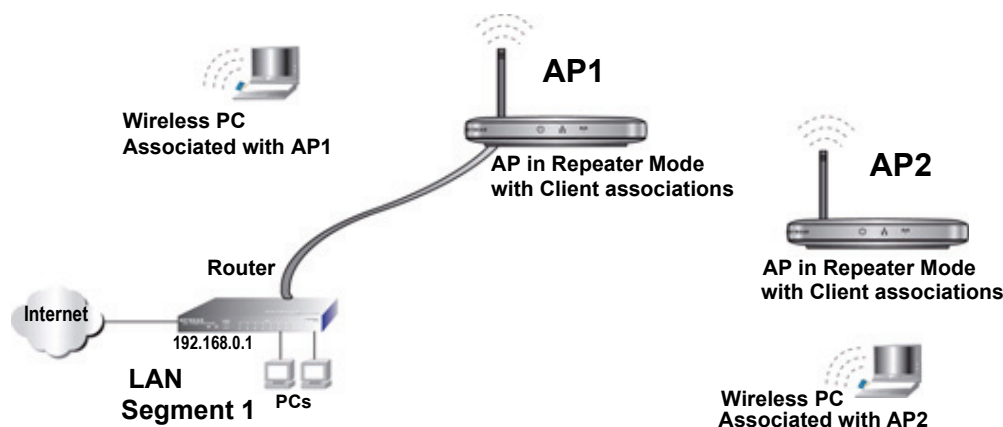 AP1
Wireless PC
Associated with AP1
AP in Repeater Mode
with Client associations
AP2
AP in Repeater Mode
with Client associations
Router
Internet
192.168.0.1
LAN
Segment 1
PCs
Wireless PC
Associated with AP2